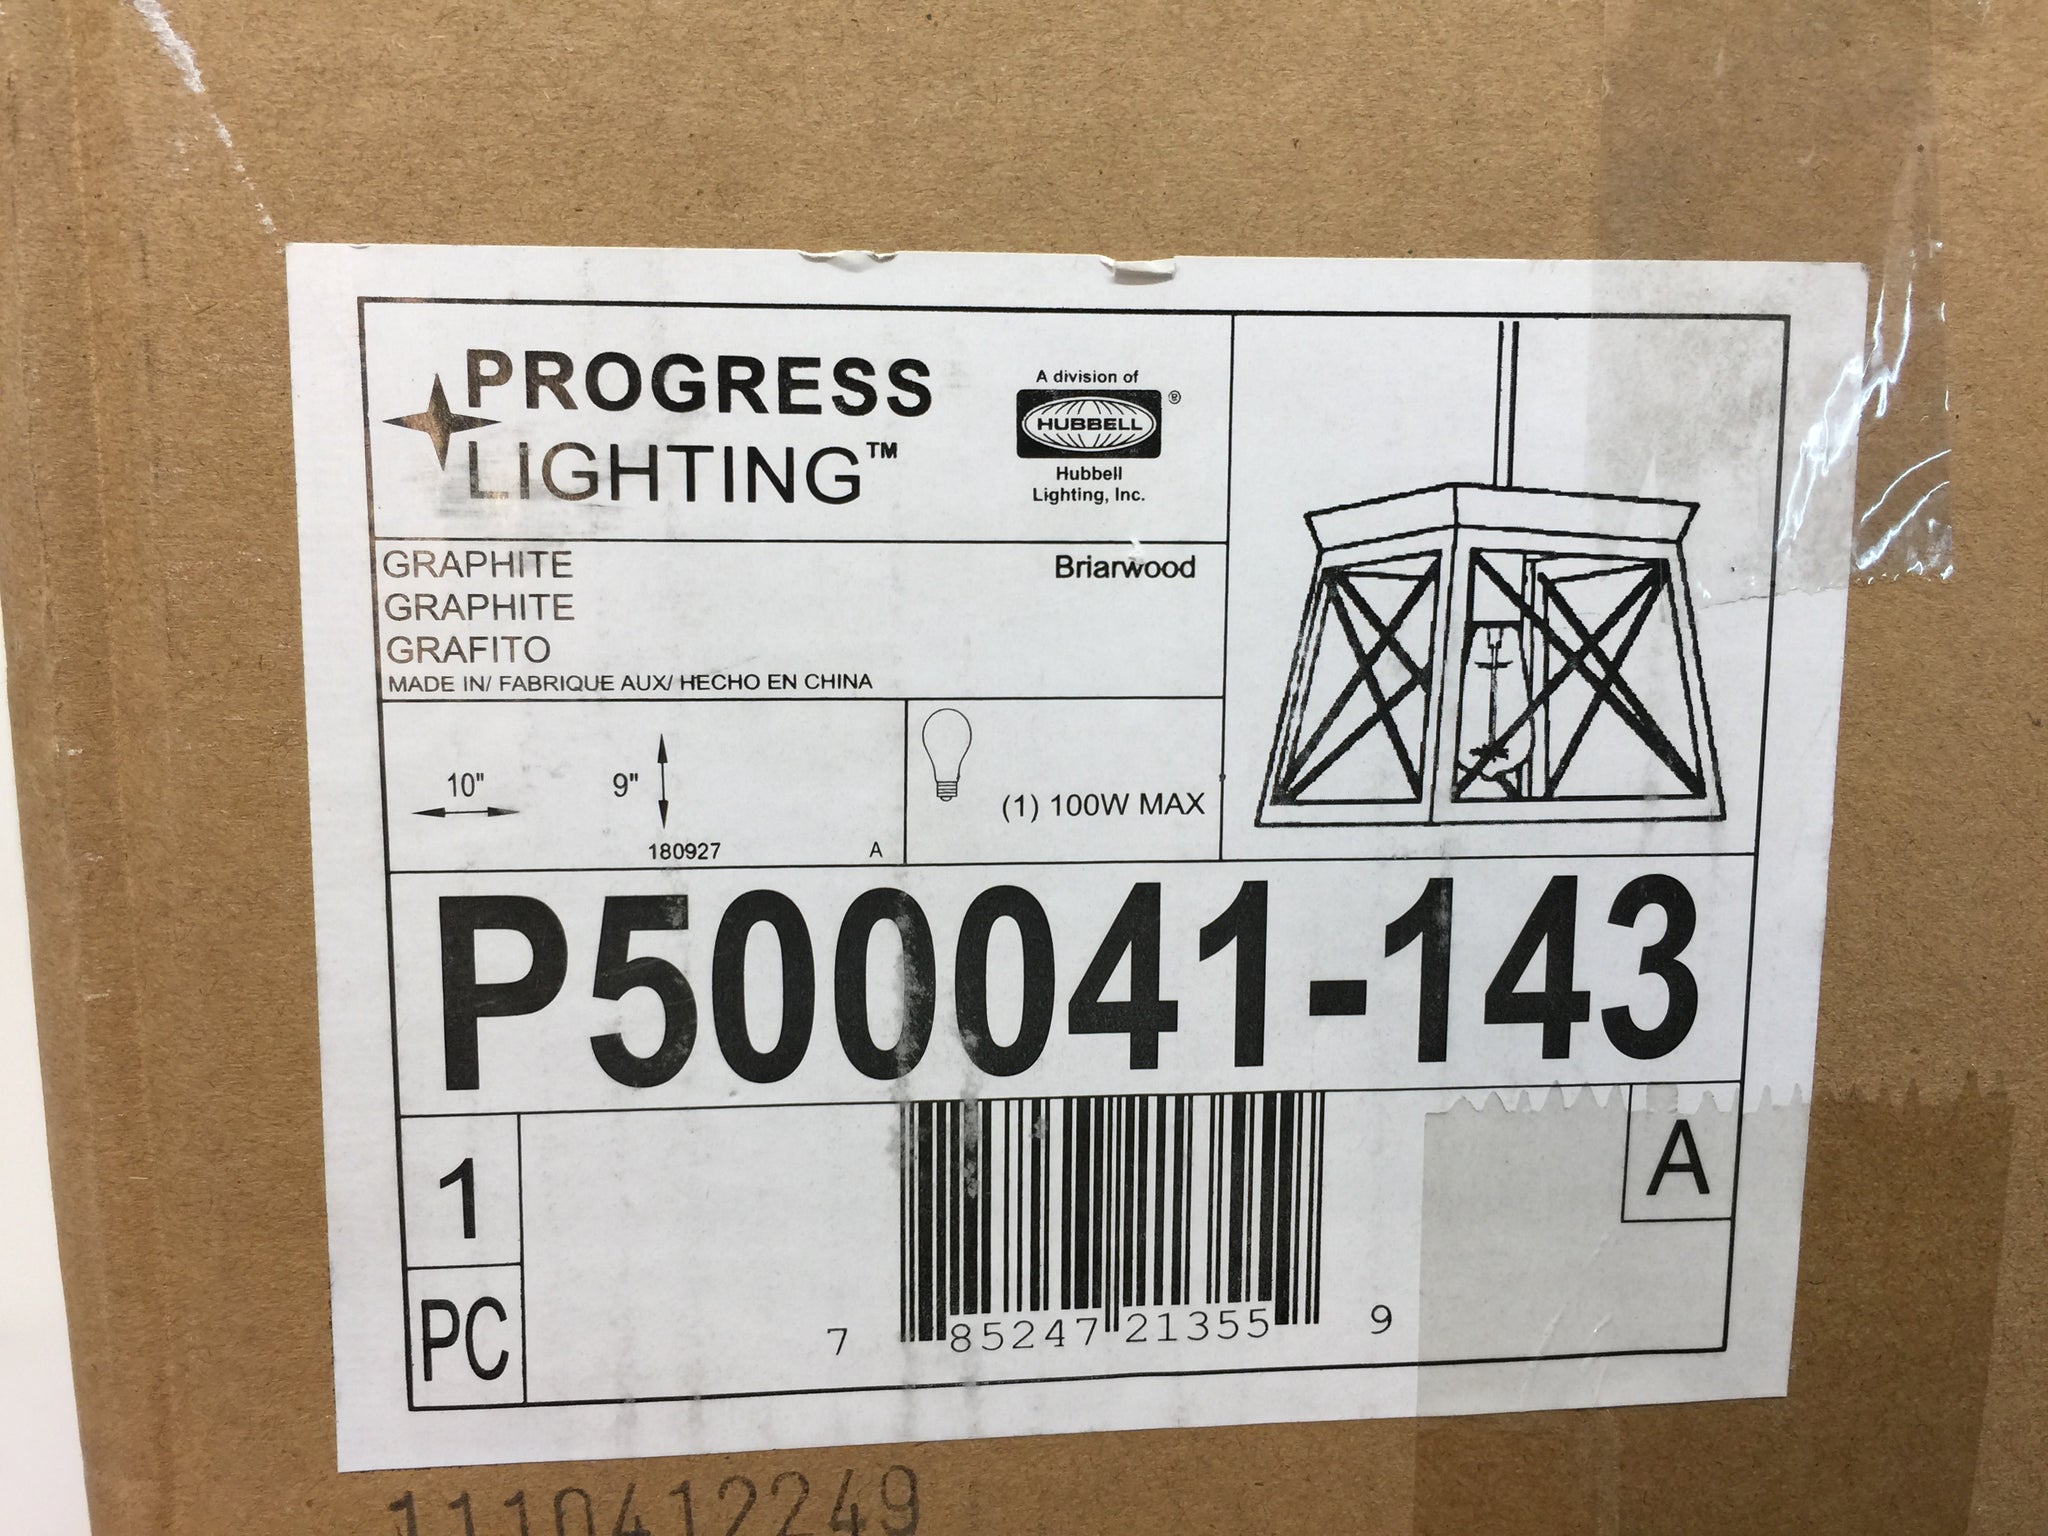 PROGRESS
LIGHTING™
A division of
HUBBELL®
Hubbell
Lighting, Inc.
GRAPHITE
Briarwood
GRAPHITE
GRAFITO
MADE IN/ FABRIQUE AUX/ HECHO EN CHINA
10"
9"
180927
A
(1) 100W MAX
P500041-143
1
PC
A
7 85247 21355 9
1110412249